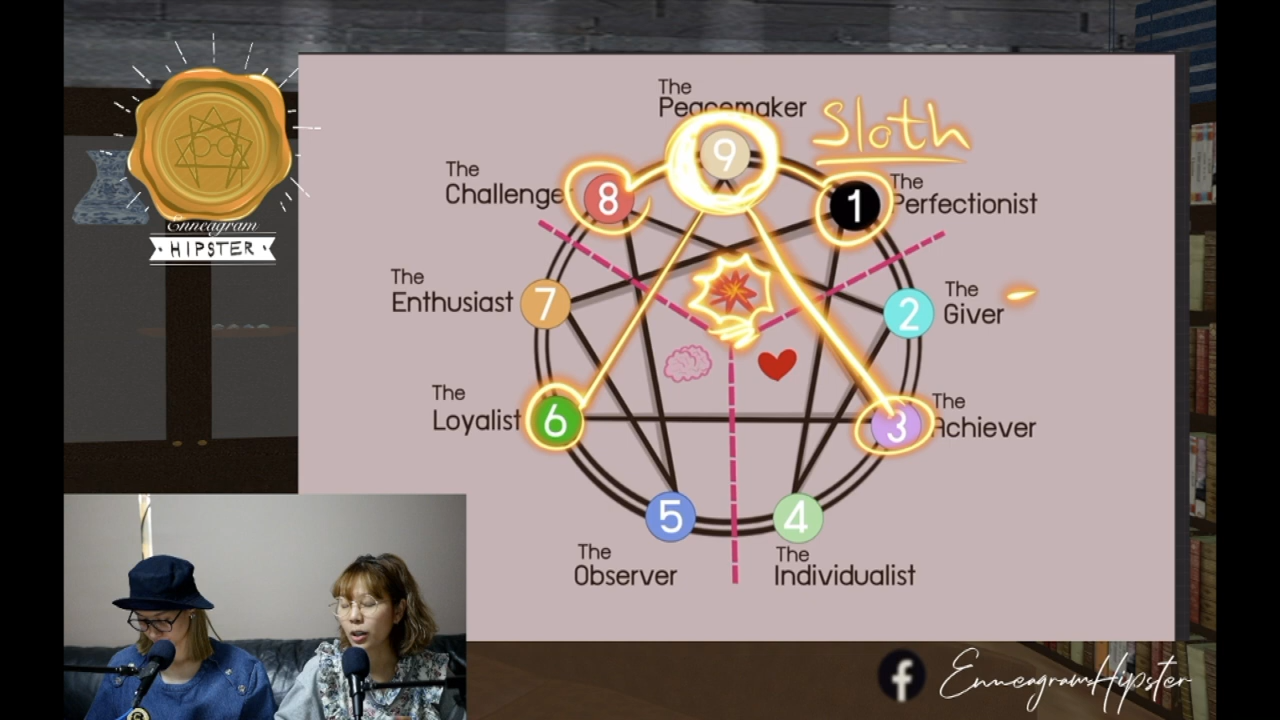 The
Peacemaker
Sloth
9
The
Challenge
8
1
The
Perfectionist
The
Enthusiast
7
2
The
Giver
The
Loyalist
6
3
The
Achiever
5
4
The
Observer
The
Individualist
Enneagram
HIPSTER
f
EnneagramHipster